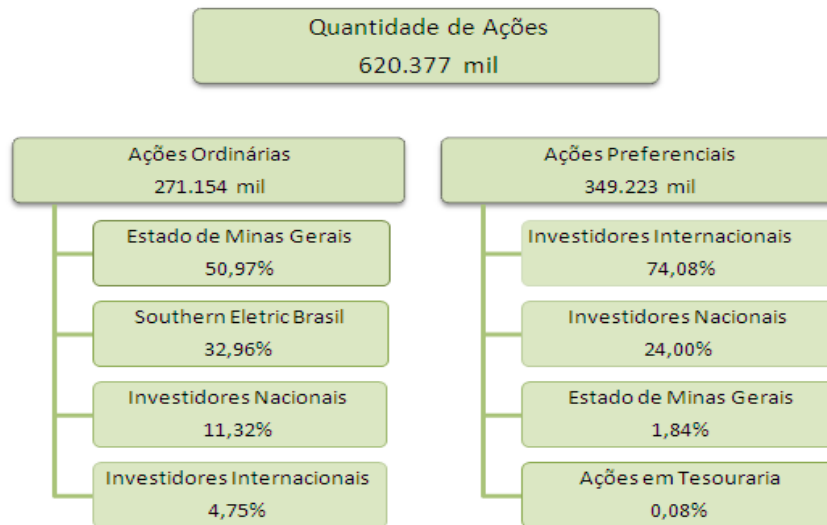 Quantidade de Ações
620.377 mil
Ações Ordinárias
271.154 mil
Estado de Minas Gerais
50,97%
Southern Eletric Brasil
32,96%
Investidores Nacionais
11,32%
Investidores Internacionais
4,75%
Ações Preferenciais
349.223 mil
Investidores Internacionais
74,08%
Investidores Nacionais
24,00%
Estado de Minas Gerais
1,84%
Ações em Tesouraria
0,08%